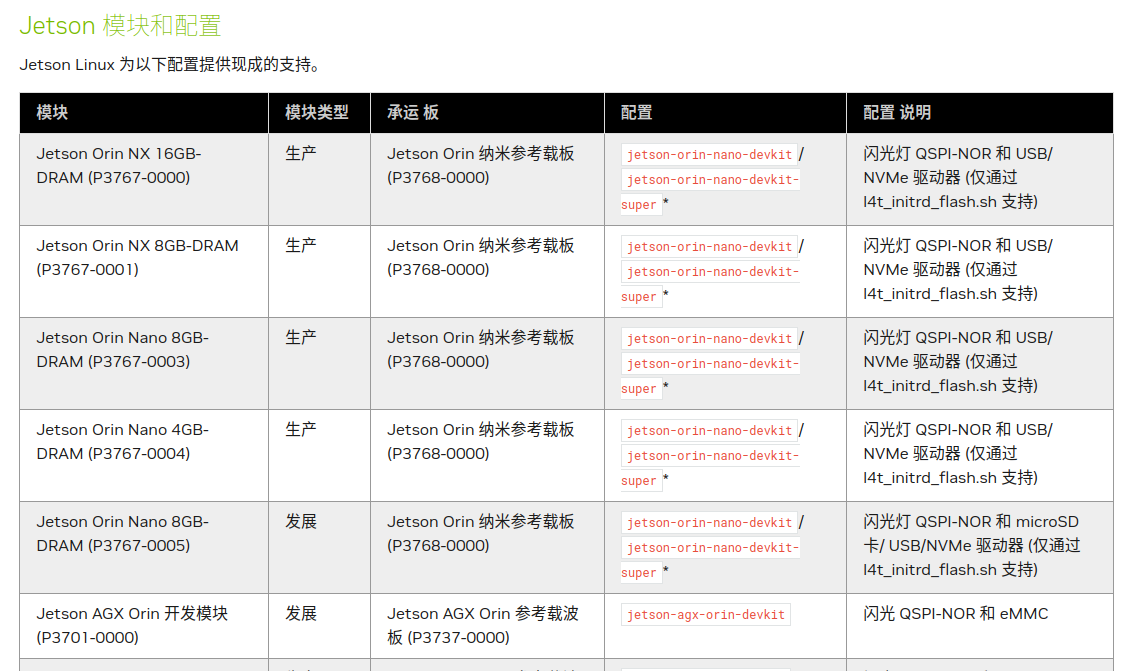 Jetson 模块和配置
Jetson Linux 为以下配置提供现成的支持。
模块 模块类型 承运 板 配置 配置 说明
Jetson Orin NX 16GB- 生产 Jetson Orin 纳米参考载板 jetson-orin-nano-devkit/ 闪光灯 QSPI-NOR 和 USB/
DRAM (P3767-0000) (P3768-0000) jetson-orin-nano-devkit- NVMe 驱动器 (仅通过
super* l4t_initrd_flash.sh 支持)
Jetson Orin NX 8GB-DRAM 生产 Jetson Orin 纳米参考载板 jetson-orin-nano-devkit/ 闪光灯 QSPI-NOR 和 USB/
(P3767-0001) (P3768-0000) jetson-orin-nano-devkit- NVMe 驱动器 (仅通过
super* l4t_initrd_flash.sh 支持)
Jetson Orin Nano 8GB- 生产 Jetson Orin 纳米参考载板 jetson-orin-nano-devkit/ 闪光灯 QSPI-NOR 和 USB/
DRAM (P3767-0003) (P3768-0000) jetson-orin-nano-devkit- NVMe 驱动器 (仅通过
super* l4t_initrd_flash.sh 支持)
Jetson Orin Nano 4GB- 生产 Jetson Orin 纳米参考载板 jetson-orin-nano-devkit/ 闪光灯 QSPI-NOR 和 USB/
DRAM (P3767-0004) (P3768-0000) jetson-orin-nano-devkit- NVMe 驱动器 (仅通过
super* l4t_initrd_flash.sh 支持)
Jetson Orin Nano 8GB- 发展 Jetson Orin 纳米参考载板 jetson-orin-nano-devkit/ 闪光灯 QSPI-NOR 和 microSD
DRAM (P3767-0005) (P3768-0000) jetson-orin-nano-devkit- 卡/ USB/NVMe 驱动器 (仅通过
super* l4t_initrd_flash.sh 支持)
Jetson AGX Orin 开发模块 发展 Jetson AGX Orin 参考载波 jetson-agx-orin-devkit 闪光 QSPI-NOR 和 eMMC
(P3701-0000) 板 (P3737-0000)